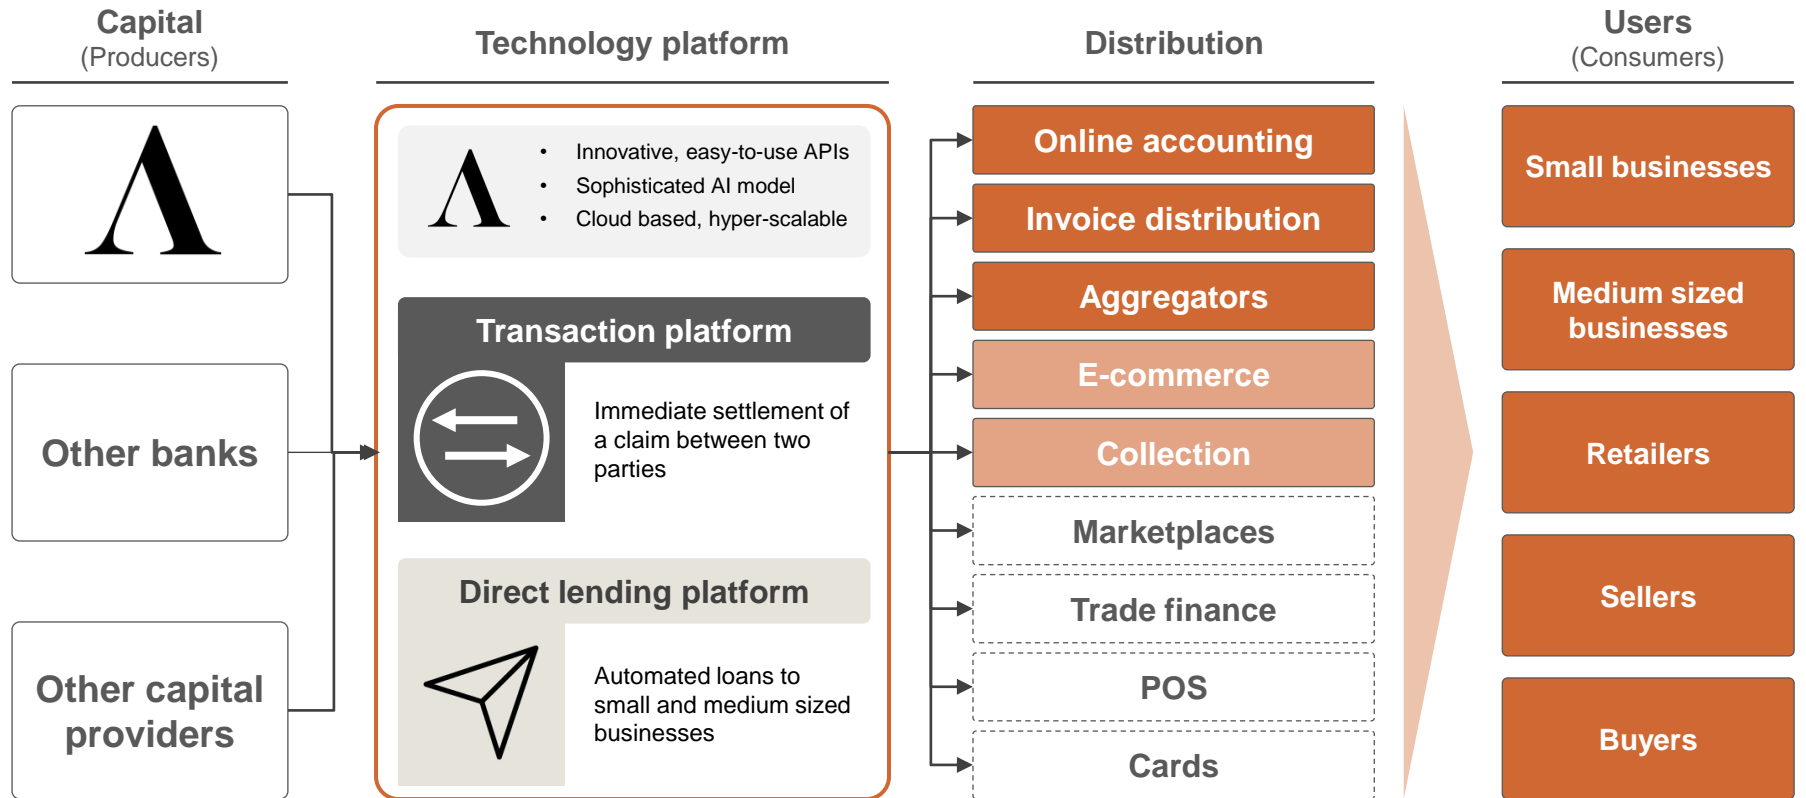 Capital
(Producers)
Technology platform
Distribution
Users
(Consumers)
Other banks
Other capital
providers
• Innovative, easy-to-use APIs
• Sophisticated AI model
• Cloud based, hyper-scalable
Transaction platform
Immediate settlement of
a claim between two
parties
Direct lending platform
Automated loans to
small and medium sized
businesses
Online accounting
Invoice distribution
Aggregators
E-commerce
Collection
Marketplaces
Trade finance
POS
Cards
Small businesses
Medium sized
businesses
Retailers
Sellers
Buyers